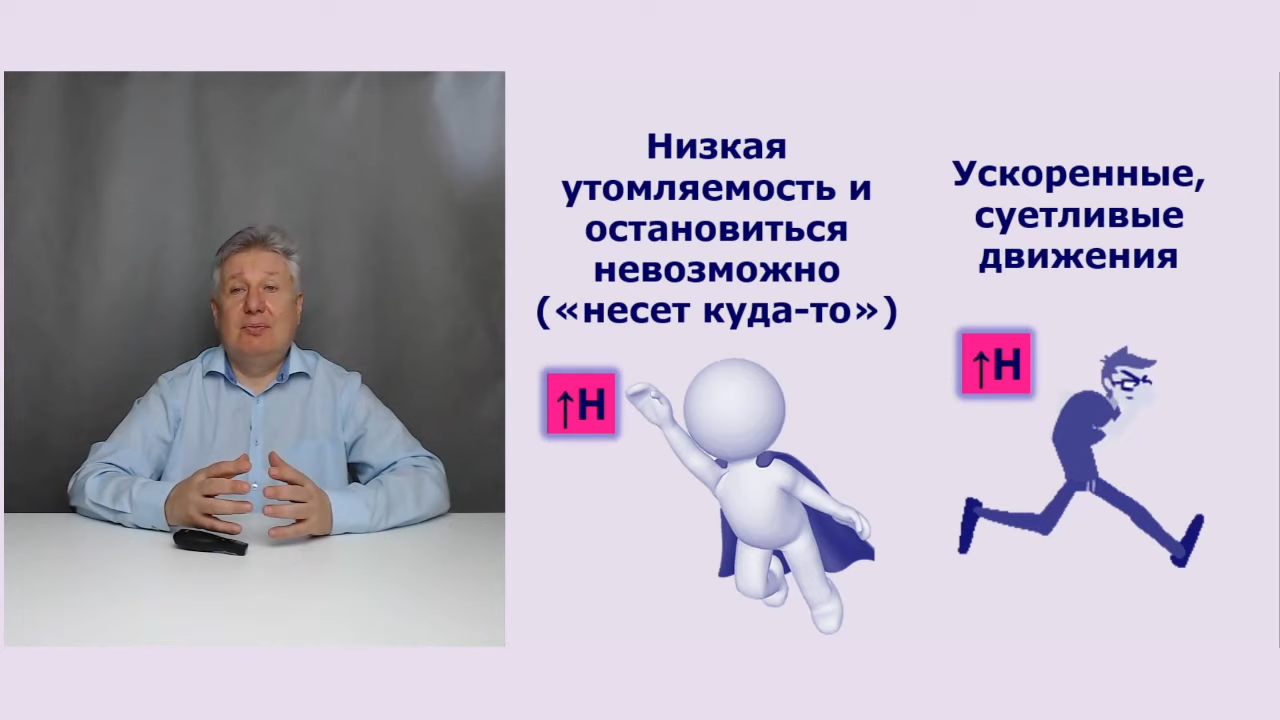 Низкая
утомляемость и
остановиться
невозможно
(«несет куда-то»)
↑Н
Ускоренные,
суетливые
движения
↑Н